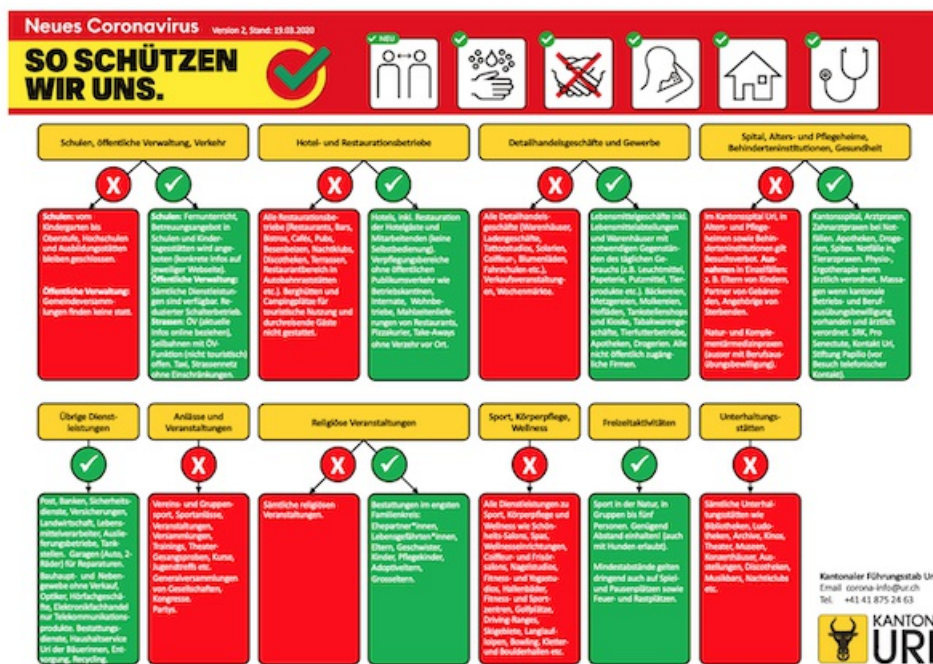 Neues Coronavirus Version 2, Stand: 19.03.2020
SO SCHÜTZEN
WIR UNS.
NEU
Schulen, öffentliche Verwaltung, Verkehr
X
Schulen: vom
Kindergarten bis
Oberstufe, Hochschulen
und Ausbildungsstätten
bleiben geschlossen.
Öffentliche Verwaltung:
Gemeindeversamm-
lungen finden keine statt.
Schulen: Fernunterricht,
Betreuungsangebot in
Schulen und Kinder-
tagesstätten wird ange-
boten (konkrete Infos auf
jeweiliger Webseite).
Öffentliche Verwaltung:
Sämtliche Dienstleist-
ungen sind verfügbar. Re-
duzierter Schalterbetrieb.
Strassen: ÖV (aktuelle
Infos online beziehen),
Seilbahnen mit ÖV-
Funktion (nicht touristisch)
offen. Taxi, Strassennetz
ohne Einschränkungen.
Hotel- und Restaurationsbetriebe
X
Alle Restaurationsbe-
triebe (Restaurants, Bars,
Bistros, Cafés, Pubs,
Besenbeizen, Nachtklubs,
Discotheken, Terrassen,
Restaurantbereich in
Autobahnraststätten
etc.). Berghütten und
Campingplätze für
touristische Nutzung und
durchreisende Gäste
nicht gestattet.
Hotels, inkl. Restauration
der Hotelgäste und
Mitarbeitenden (keine
Selbstbedienung).
Verpflegungsbereiche
ohne öffentlichen
Publikumsverkehr wie
Betriebskantinen,
Internate, Wohnbe-
triebe, Mahlzeitenliefe-
rungen von Restaurants,
Pizzakurier, Take-Aways
ohne Verzehr vor Ort.
Detailhandelsgeschäfte und Gewerbe
X
Alle Detailhandels-
geschäfte (Warenhäuser,
Ladengeschäfte,
Tattoostudios, Solarien,
Coiffeur-, Blumenläden,
Fahrschulen etc.),
Verkaufsveranstaltun-
gen, Wochenmärkte.
Lebensmittelgeschäfte inkl.
Lebensmittelabteilungen
und Warenhäuser mit
notwendigen Gegenstän-
den des täglichen Ge-
brauchs (z.B. Leuchtmittel,
Papeterie, Putzmittel, Tier-
produkte etc.). Bäckereien,
Metzgereien, Molkereien,
Hofläden, Tankstellenshops
und Kioske, Tabakwarenge-
schäfte, Tierfutterbetriebe,
Apotheken, Drogerien. Alle
nicht öffentlich zugäng-
liche Firmen.
Spital, Alters- und Pflegeheime,
Behinderteninstitutionen, Gesundheit
X
Im Kantonsspital Uri, in
Alters- und Pflege-
heimen sowie Behin-
derteninstitutionen gilt
Besuchsverbot. Aus-
nahmen in Einzelfällen:
z.B. Eltern von Kindern,
Partner von Gebären-
den, Angehörige von
Sterbenden.
Natur- und Komple-
mentärmedizinpraxen
(ausser mit Berufsaus-
übungsbewilligung).
Kantonsspital, Arztpraxen,
Zahnarztpraxen bei Not-
fällen. Apotheken, Droge-
rien, Spitex. Notfälle in
Tierarztpraxen. Physio-,
Ergotherapie wenn
ärztlich verordnet. Massa-
gen wenn kantonale
Betriebs- und Beruf-
ausübungsbewilligung
vorhanden und ärztlich
verordnet. SRK, Pro
Senectute, Kontakt Uri,
Stiftung Papilio (vor
Besuch telefonischer
Kontakt).
Übrige Dienst-
leistungen
Post, Banken, Sicherheits-
dienste, Versicherungen,
Landwirtschaft, Lebens-
mittelverarbeiter, Auslie-
ferungsbetriebe, Tank-
stellen. Garagen (Auto, 2-
Räder) für Reparaturen.
Bauhaupt- und Neben-
gewebe ohne Verkauf,
Optiker, Hörfachgeschäf-
te, Elektronikfachhandel
nur Telekommunikations-
produkte. Bestattungs-
dienste, Haushaltservice
Uri der Bäuerinnen, Ent-
sorgung, Recycling.
Anlässe und
Veranstaltungen
X
Vereins- und Gruppen-
sport, Sportanlässe,
Veranstaltungen,
Versammlungen,
Trainings, Theater-
Gesangsproben, Kurse,
Jugendtreffs etc.
Generalversammlungen
von Gesellschaften,
Kongresse.
Partys.
Religiöse Veranstaltungen
X
Sämtliche religiösen
Veranstaltungen.
Bestattungen im engsten
Familienkreis:
Ehepartner*innen,
Lebensgefährten*innen,
Eltern, Geschwister,
Kinder, Pflegekinder,
Adoptiveltern,
Grosseltern.
Sport, Körperpflege,
Wellness
X
Alle Dienstleistungen zu
Sport, Körperpflege und
Wellness wie Schön-
heits-Salons, Spas,
Wellnesseinrichtungen,
Coiffeur- und Frisör-
salons, Nagelstudios,
Fitness- und Yogastu-
dios, Hallenbäder,
Fitness- und Sport-
zentren, Golfplätze,
Driving-Ranges,
Skigebiete, Langlauf-
loipen, Bowling, Kletter-
und Boulderhallen etc.
Freizeitaktivitäten
Sport in der Natur, in
Gruppen bis fünf
Personen. Genügend
Abstand einhalten! (auch
mit Hunden erlaubt).
Mindestabstände gelten
dringend auch auf Spiel-
und Pausenplätzen sowie
Feuer- und Rastplätzen.
Unterhaltungs-
stätten
X
Sämtliche Unterhal-
tungsstätten wie
Bibliotheken, Ludo-
theken, Archive, Kinos,
Theater, Museen,
Konzerthäuser, Aus-
stellungen, Discotheken,
Musikbars, Nachtclubs
etc.
Kantonaler Führungsstab Uri
Email corona-info@ur.ch
Tel. +41 41 875 24 63
KANTON
URI